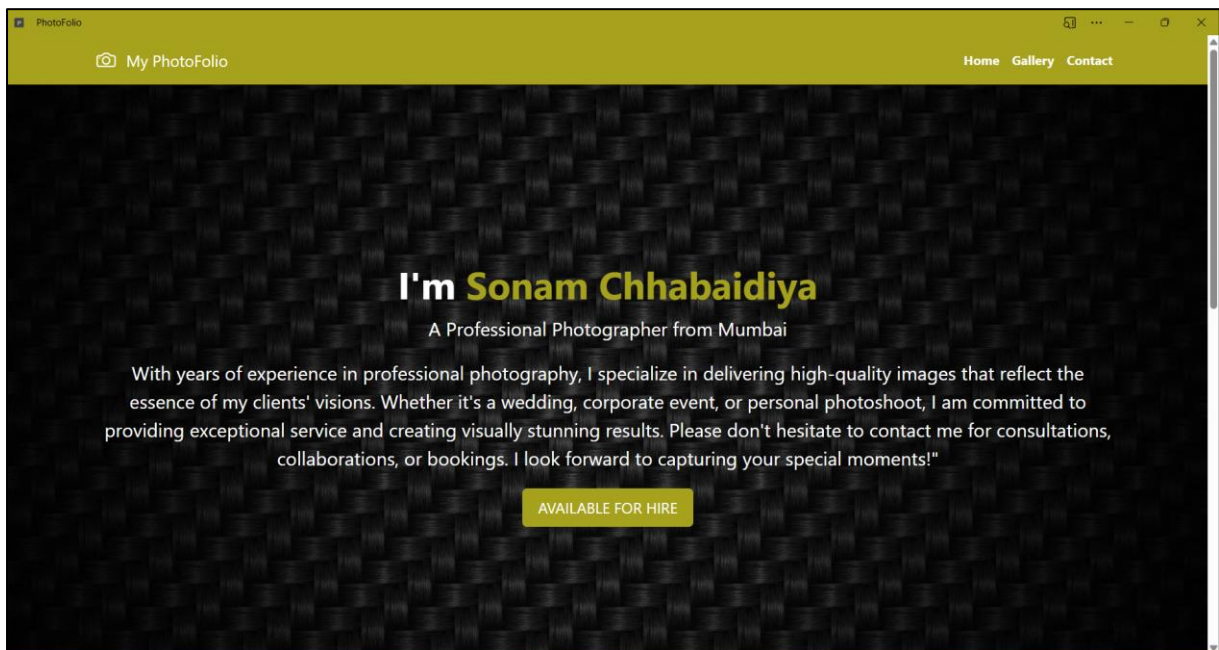 PhotoFolio
My PhotoFolio
Home Gallery Contact
I'm Sonam Chhabaidiya
A Professional Photographer from Mumbai
With years of experience in professional photography, I specialize in delivering high-quality images that reflect the
essence of my clients' visions. Whether it's a wedding, corporate event, or personal photoshoot, I am committed to
providing exceptional service and creating visually stunning results. Please don't hesitate to contact me for consultations,
collaborations, or bookings. I look forward to capturing your special moments!"
AVAILABLE FOR HIRE